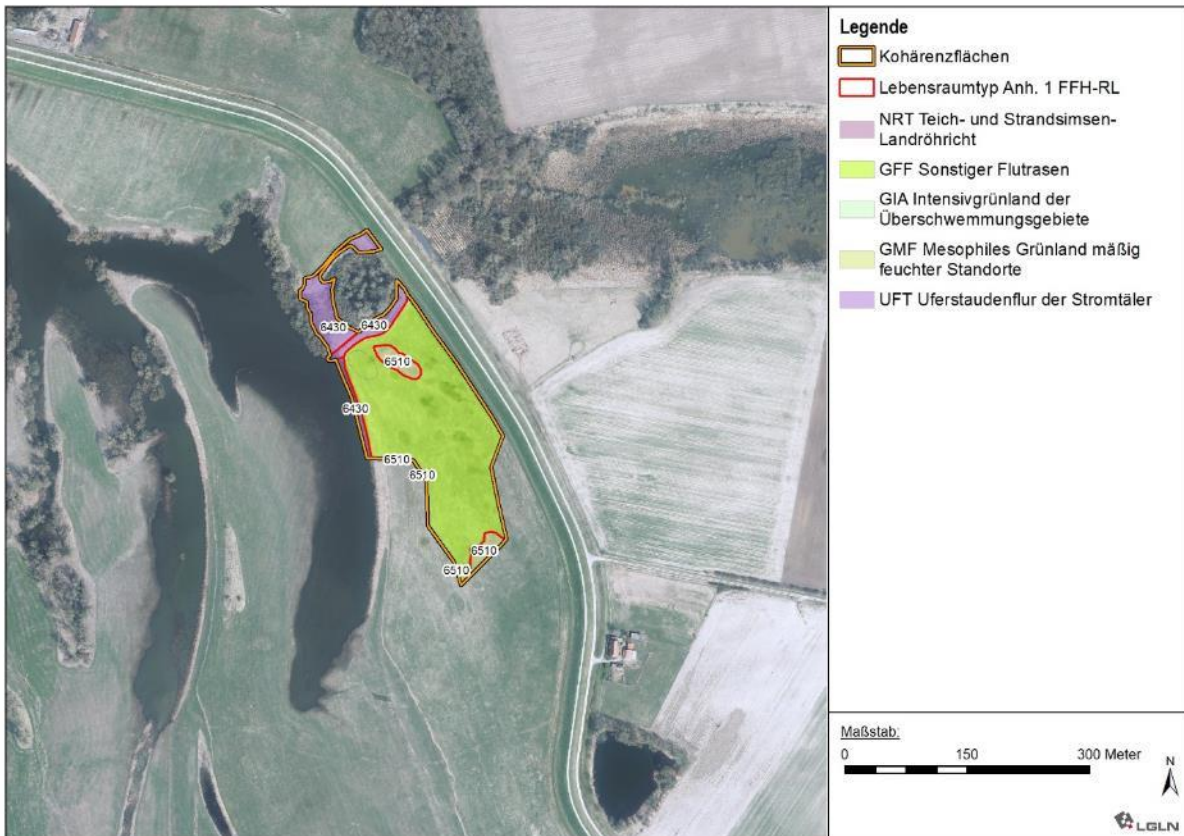 Legende
Kohärenzflächen
Lebensraumtyp Anh. 1 FFH-RL
NRT Teich- und Strandsimsen-
Landröhricht
GFF Sonstiger Flutrasen
GIA Intensivgrünland der
Überschwemmungsgebiete
GMF Mesophiles Grünland mäßig
feuchter Standorte
UFT Uferstaudenflur der Stromtäler
6430 6430
6510
6430
6510
6510
6510
6510
Maßstab:
0 150 300 Meter
N
LGLN